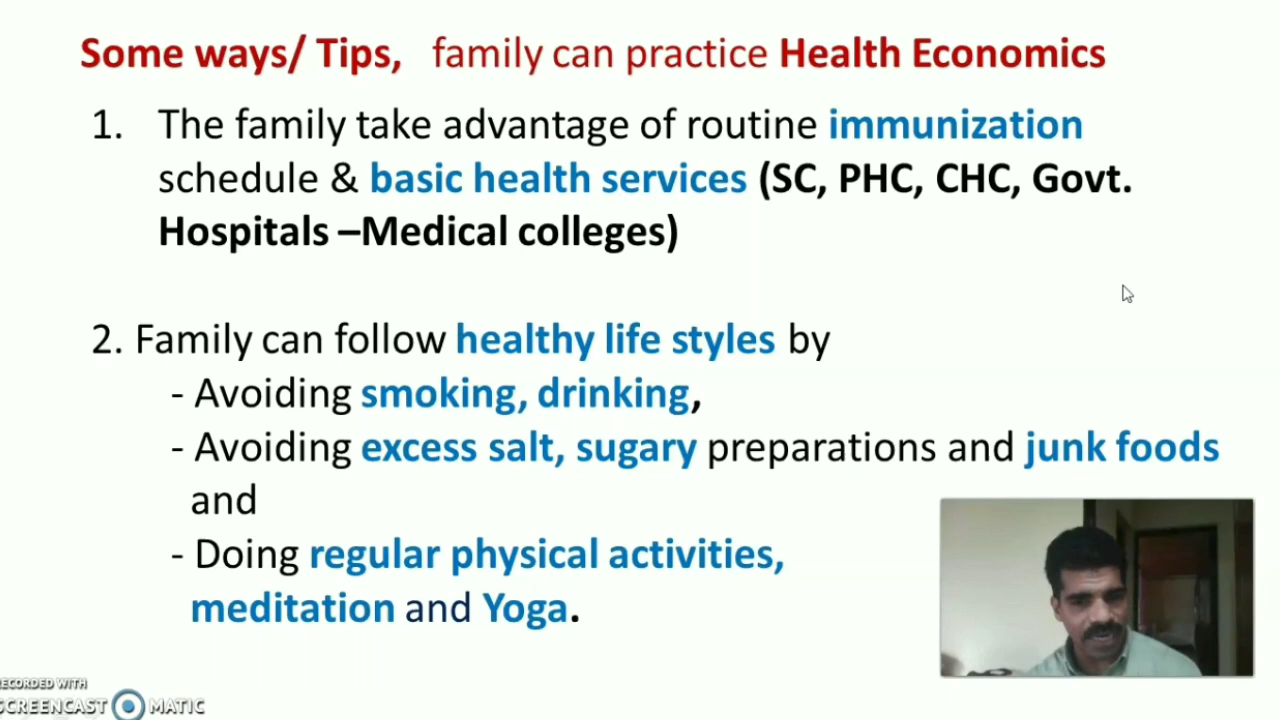 Some ways/ Tips, family can practice Health Economics
1. The family take advantage of routine immunization
schedule & basic health services (SC, PHC, CHC, Govt.
Hospitals –Medical colleges)
2. Family can follow healthy life styles by
- Avoiding smoking, drinking,
- Avoiding excess salt, sugary preparations and junk foods
and
- Doing regular physical activities,
meditation and Yoga.
ECORDED WITH
SCREENCAST MATIC